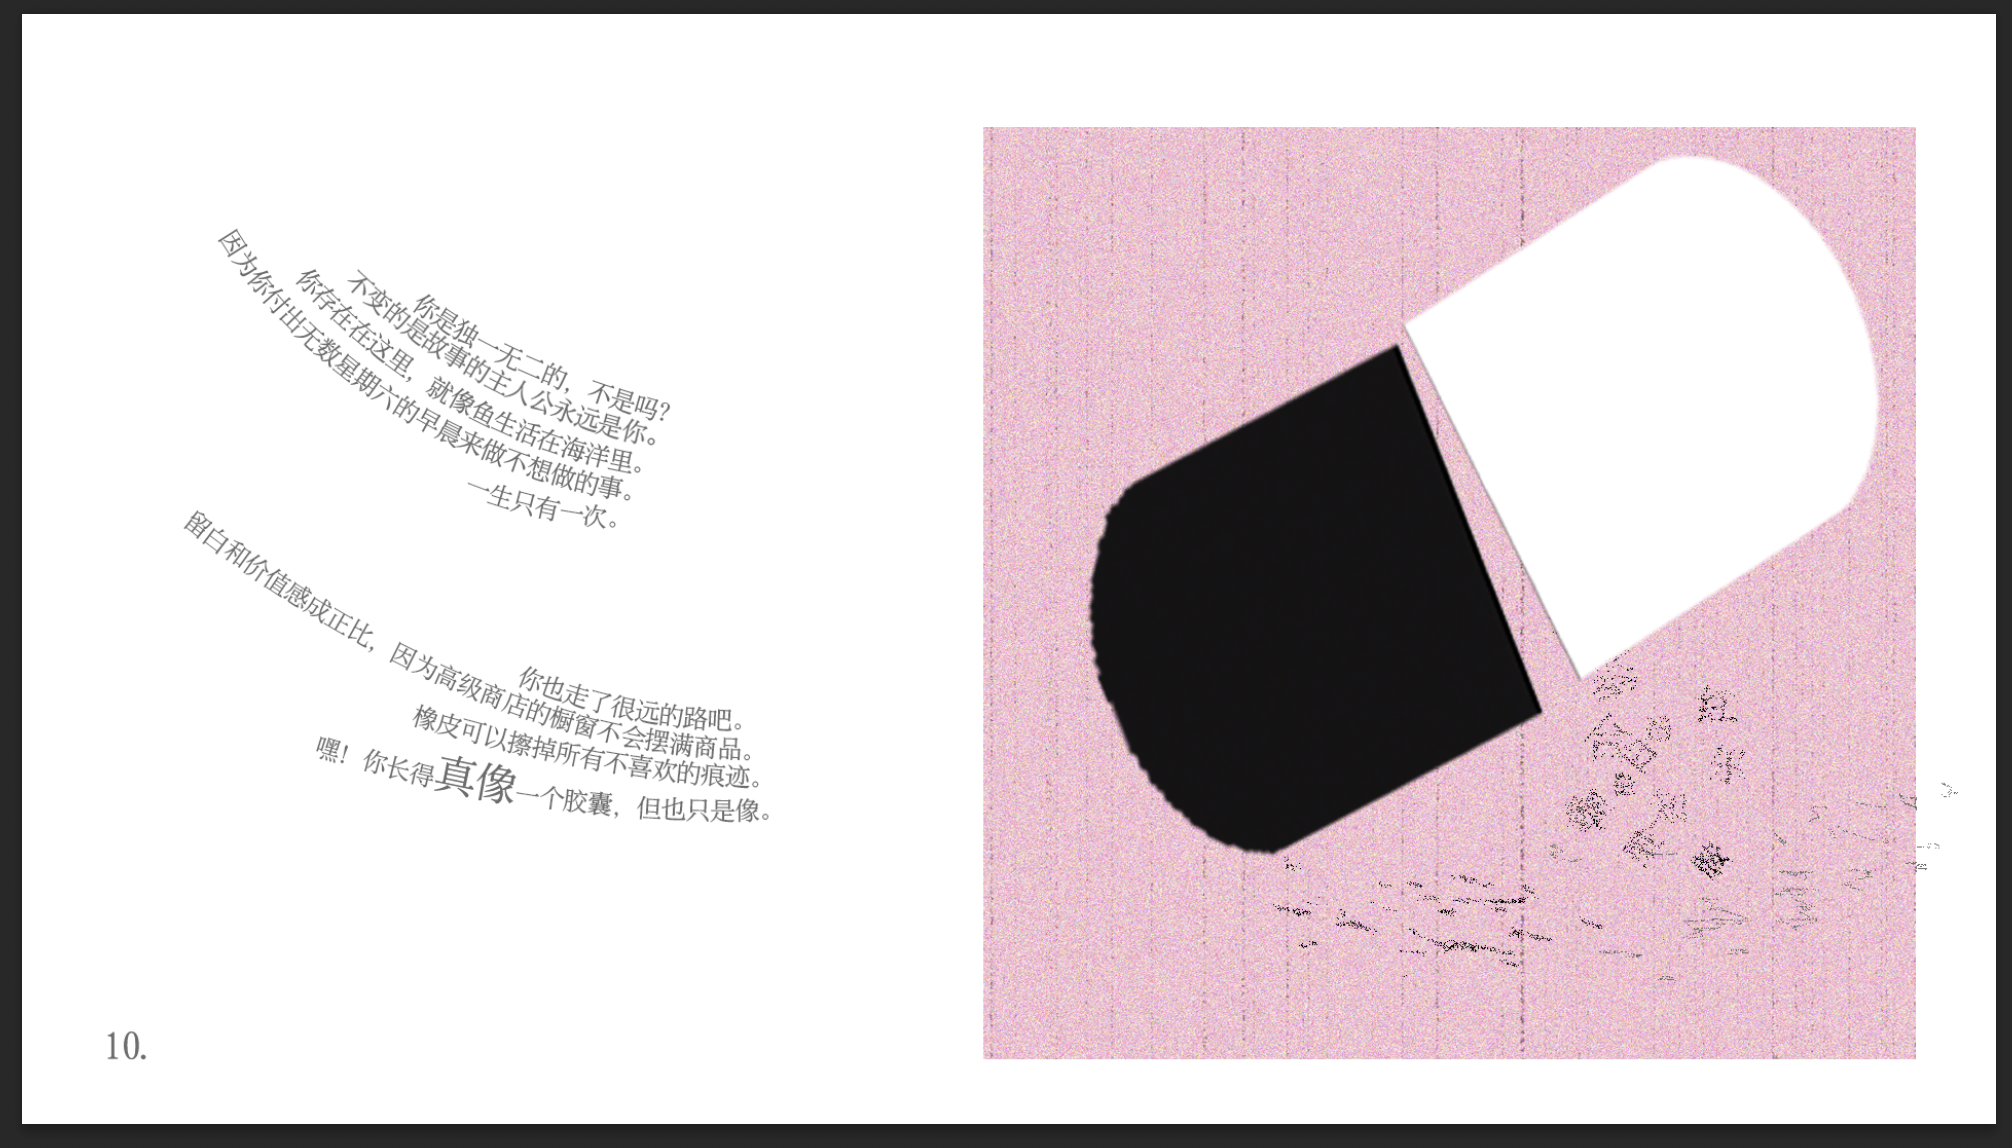 你是独一无二的，不是吗？
不变的是故事的主人公永远是你。
你存在在这里，就像鱼生活在海洋里。
因为你付出无数星期六的早晨来做不想做的事。
一生只有一次。
你也走了很远的路吧。
留白和价值感成正比，因为高级商店的橱窗不会摆满商品。
橡皮可以擦掉所有不喜欢的痕迹。
嘿！你长得真像一个胶囊，但也只是像。
10.